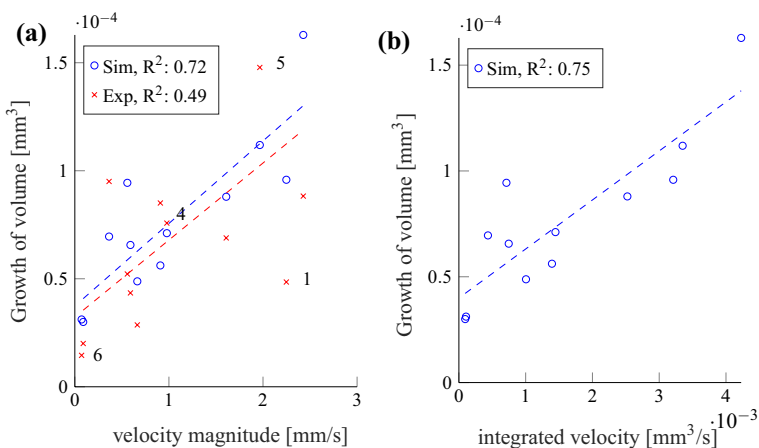 (a)
·10⁻⁴
Sim, R²: 0.72
Exp, R²: 0.49
5
4
1
6
1.5
1
0.5
0
0
1
2
3
Growth of volume [mm³]
velocity magnitude [mm/s]
(b)
·10⁻⁴
Sim, R²: 0.75
1.5
1
0.5
0
0
1
2
3
4
·10⁻³
Growth of volume [mm³]
integrated velocity [mm³/s]